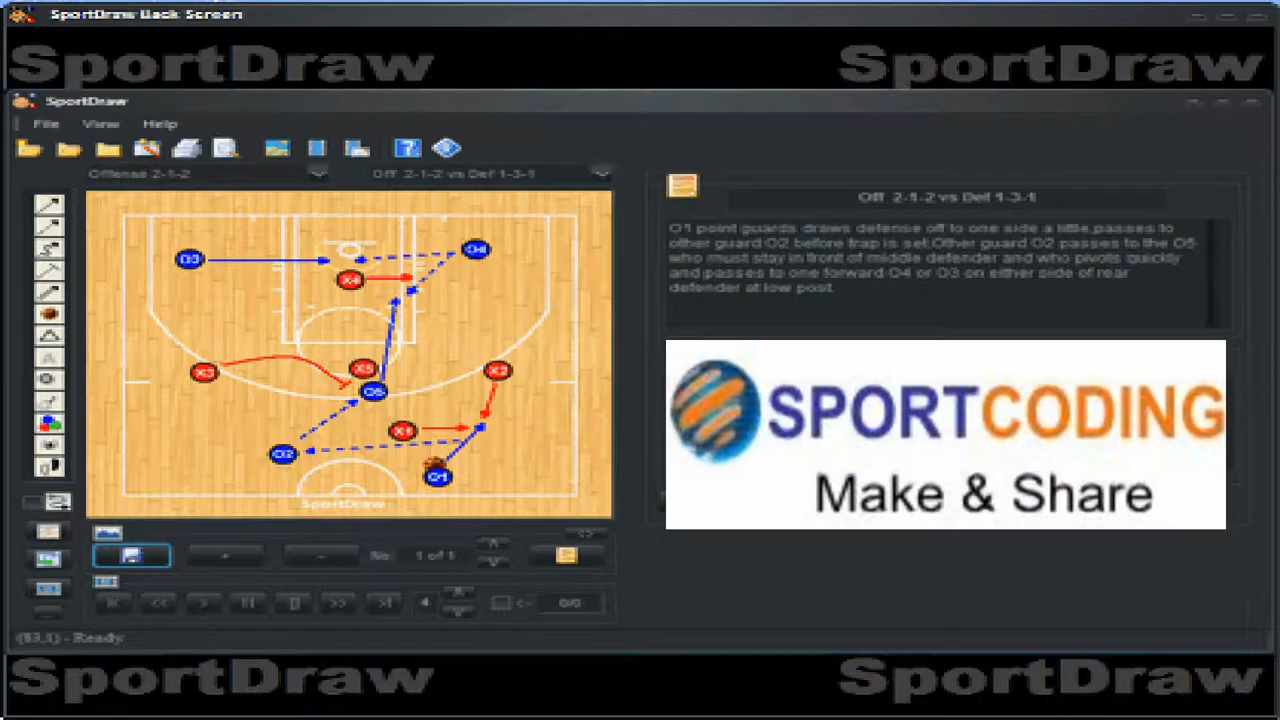 SportDraw Back Screen
SportDraw SportDraw
SportDraw
File View Help
Offense 2-1-2 Off 2-1-2 vs Def 1-3-1
Off 2-1-2 vs Def 1-3-1
O1 point guards draws defense off to one side a little,passes to
other guard O2 before trap is set.Other guard O2 passes to the O5
who must stay in front of middle defender and who pivots quickly
and passes to one forward O4 or O3 on either side of rear
defender at low post.
O3 O4
X4
X3 X5 X2
O5
X1
O2
O1
SportDraw
SPORTCODING
Make & Share
No 1 of 1
4 0/0
(83,1) - Ready
SportDraw SportDraw